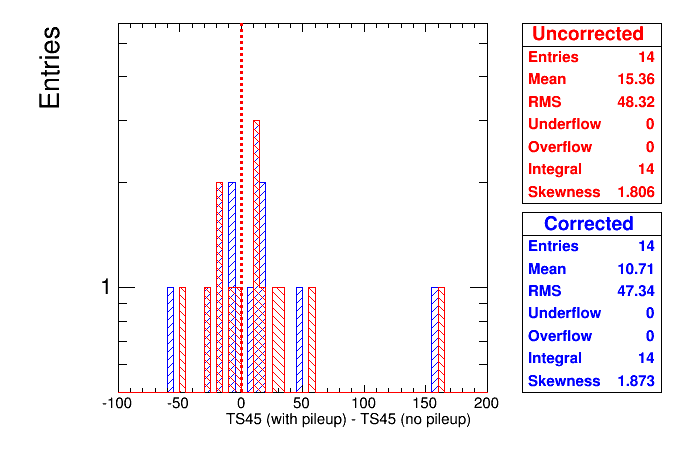 Entries
1
-100 -50 0 50 100 150 200
TS45 (with pileup) - TS45 (no pileup)
Uncorrected
Entries 14
Mean 15.36
RMS 48.32
Underflow 0
Overflow 0
Integral 14
Skewness 1.806
Corrected
Entries 14
Mean 10.71
RMS 47.34
Underflow 0
Overflow 0
Integral 14
Skewness 1.873